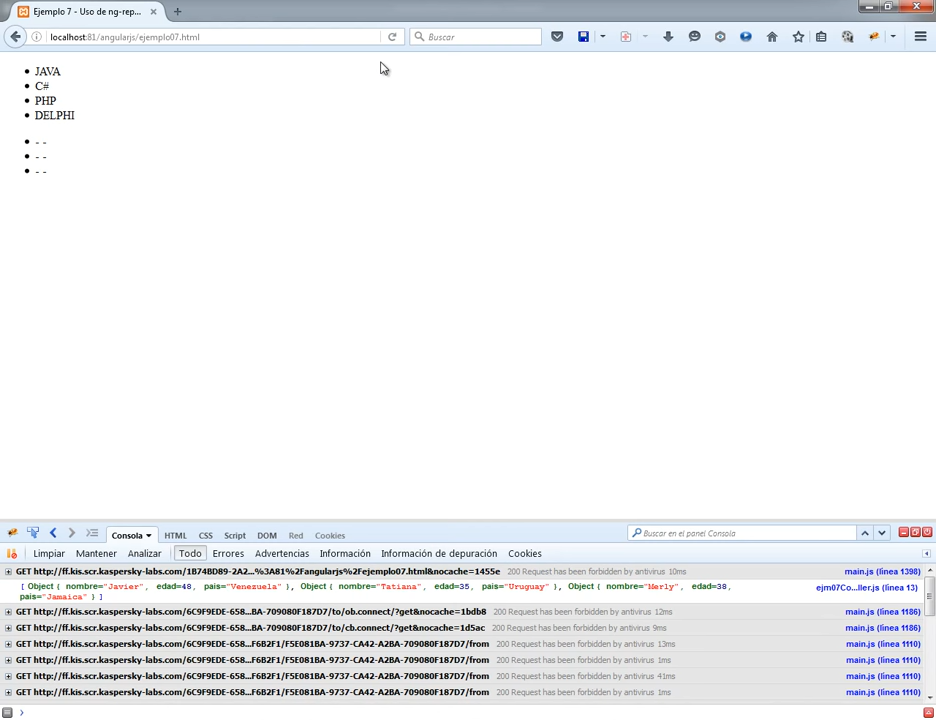 Ejemplo 7 - Uso de ng-rep...
localhost:81/angularjs/ejemplo07.html
Buscar
JAVA
C#
PHP
DELPHI
- -
- -
- -
Consola HTML CSS Script DOM Red Cookies
Buscar en el panel Consola
Limpiar Mantener Analizar Todo Errores Advertencias Información Información de depuración Cookies
GET http://ff.kis.scr.kaspersky-labs.com/1B74BD89-2A2...%3A81%2Fangularjs%2Fejemplo07.html&nocache=1455e 200 Request has been forbidden by antivirus 10ms main.js (línea 1398)
[ Object { nombre="Javier", edad=48, pais="Venezuela" }, Object { nombre="Tatiana", edad=35, pais="Uruguay" }, Object { nombre="Merly", edad=38, ejm07Co...ller.js (línea 13)
pais="Jamaica" } ]
GET http://ff.kis.scr.kaspersky-labs.com/6C9F9EDE-658...BA-709080F187D7/to/ob.connect/?get&nocache=1bdb8 200 Request has been forbidden by antivirus 12ms main.js (línea 1186)
GET http://ff.kis.scr.kaspersky-labs.com/6C9F9EDE-658...BA-709080F187D7/to/cb.connect/?get&nocache=1d5ac 200 Request has been forbidden by antivirus 9ms main.js (línea 1186)
GET http://ff.kis.scr.kaspersky-labs.com/6C9F9EDE-658...F6B2F1/F5E081BA-9737-CA42-A2BA-709080F187D7/from 200 Request has been forbidden by antivirus 13ms main.js (línea 1110)
GET http://ff.kis.scr.kaspersky-labs.com/6C9F9EDE-658...F6B2F1/F5E081BA-9737-CA42-A2BA-709080F187D7/from 200 Request has been forbidden by antivirus 1ms main.js (línea 1110)
GET http://ff.kis.scr.kaspersky-labs.com/6C9F9EDE-658...F6B2F1/F5E081BA-9737-CA42-A2BA-709080F187D7/from 200 Request has been forbidden by antivirus 41ms main.js (línea 1110)
GET http://ff.kis.scr.kaspersky-labs.com/6C9F9EDE-658...F6B2F1/F5E081BA-9737-CA42-A2BA-709080F187D7/from 200 Request has been forbidden by antivirus 1ms main.js (línea 1110)